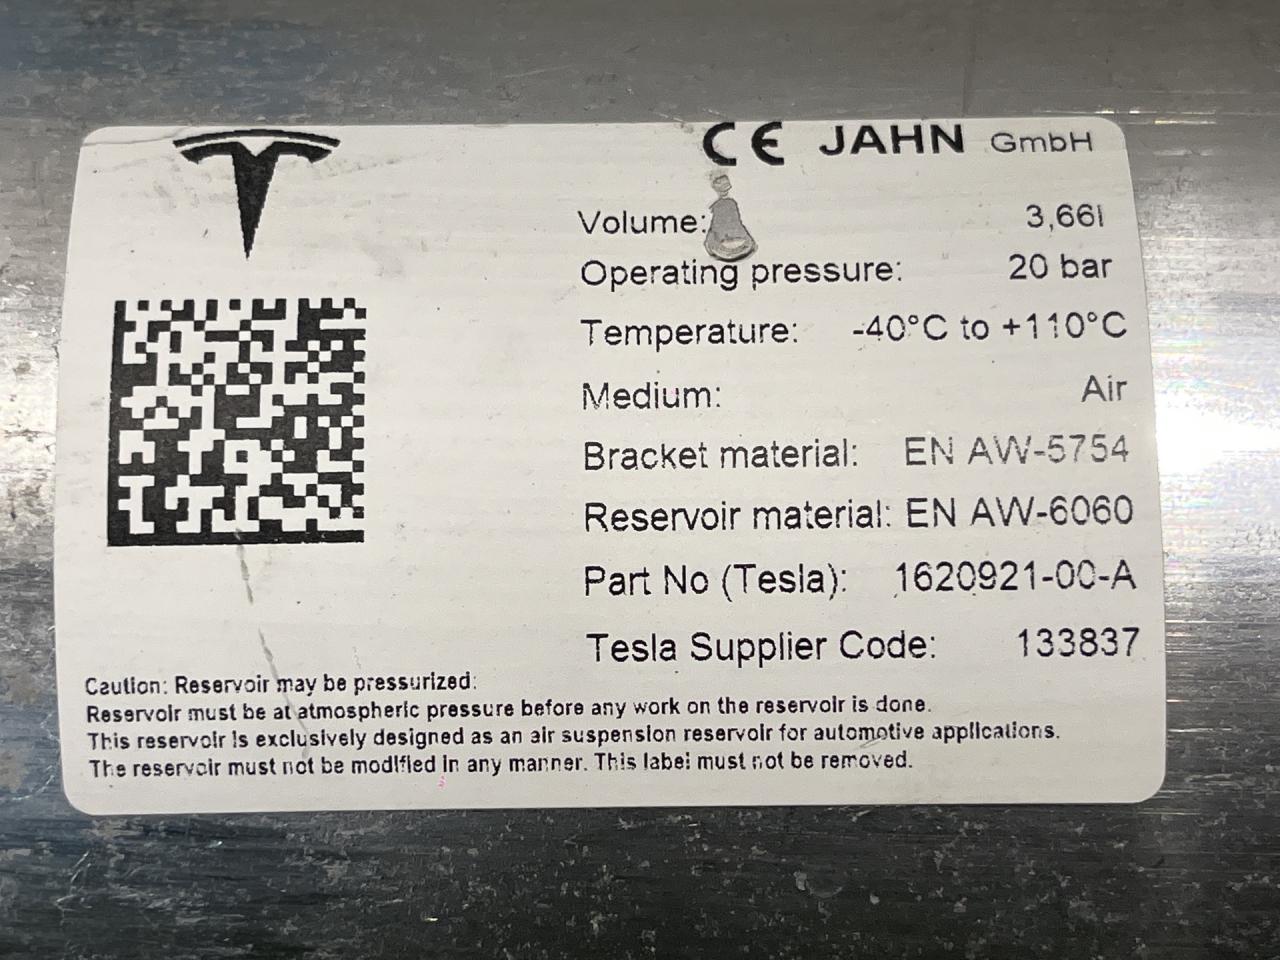 CE JAHN GmbH
Volume: 3,66l
Operating pressure: 20 bar
Temperature: -40°C to +110°C
Medium: Air
Bracket material: EN AW-5754
Reservoir material: EN AW-6060
Part No (Tesla): 1620921-00-A
Tesla Supplier Code: 133837
Caution: Reservoir may be pressurized:
Reservoir must be at atmospheric pressure before any work on the reservoir is done.
This reservoir is exclusively designed as an air suspension reservoir for automotive applications.
The reservoir must not be modified in any manner. This label must not be removed.